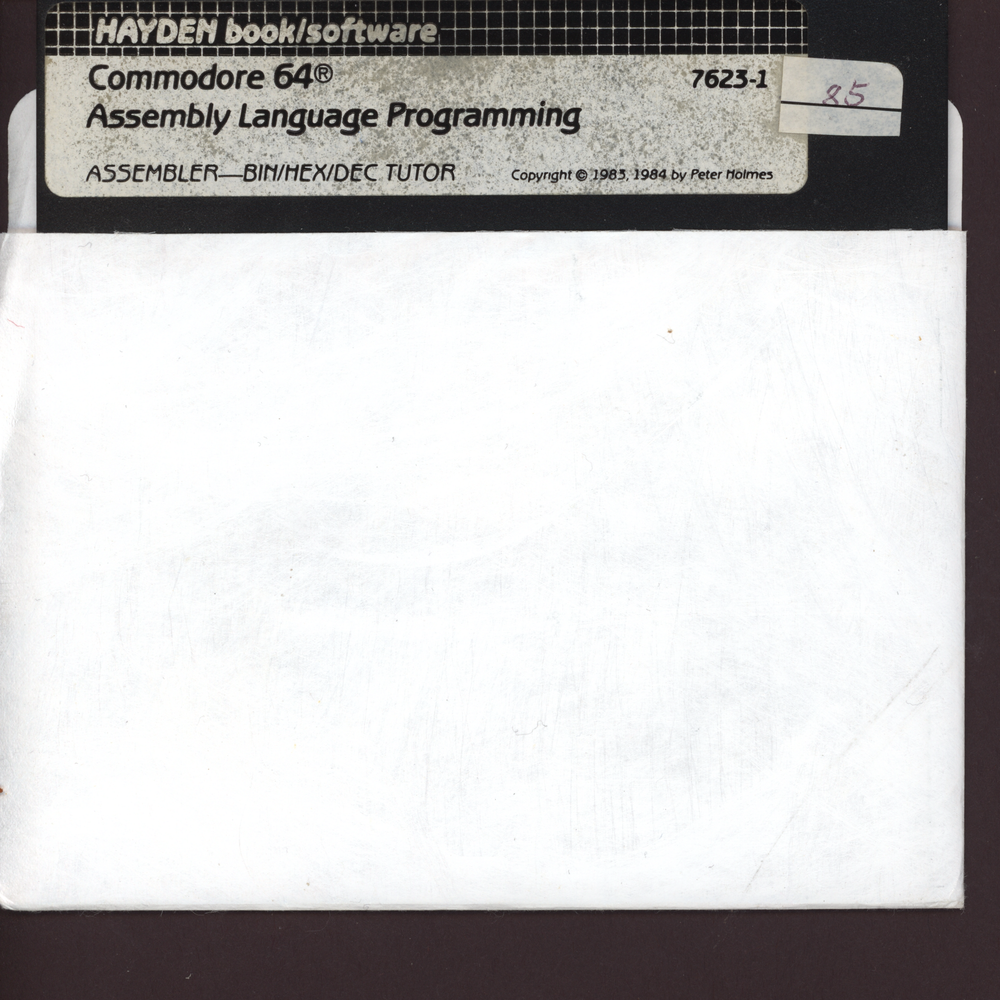 HAYDEN book/software
Commodore 64® 7623-1
85
Assembly Language Programming
ASSEMBLER—BIN/HEX/DEC TUTOR Copyright © 1983, 1984 by Peter Holmes